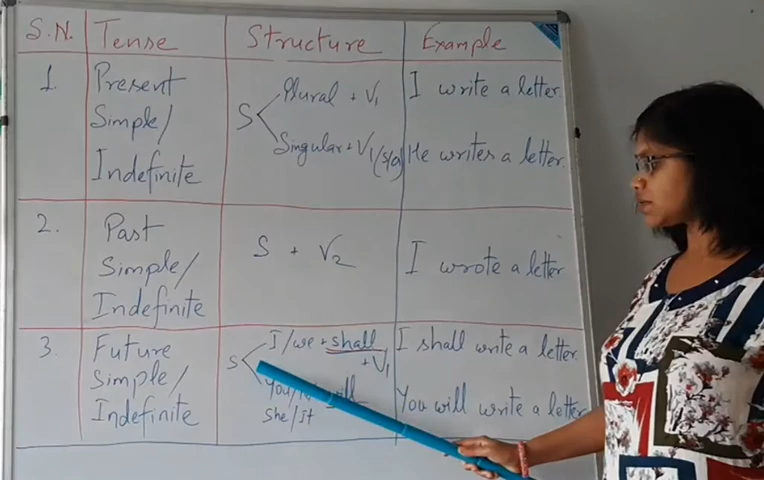 S.N. Tense Structure Example
1. Present Simple/ Indefinite
S
Plural + V1
Singular + V1 (s/es)
I write a letter.
He writes a letter.
2. Past Simple/ Indefinite
S + V2
I wrote a letter
3. Future Simple/ Indefinite
S
I/we + shall
+ V1
You/ will
She/It
I shall write a letter.
You will write a letter